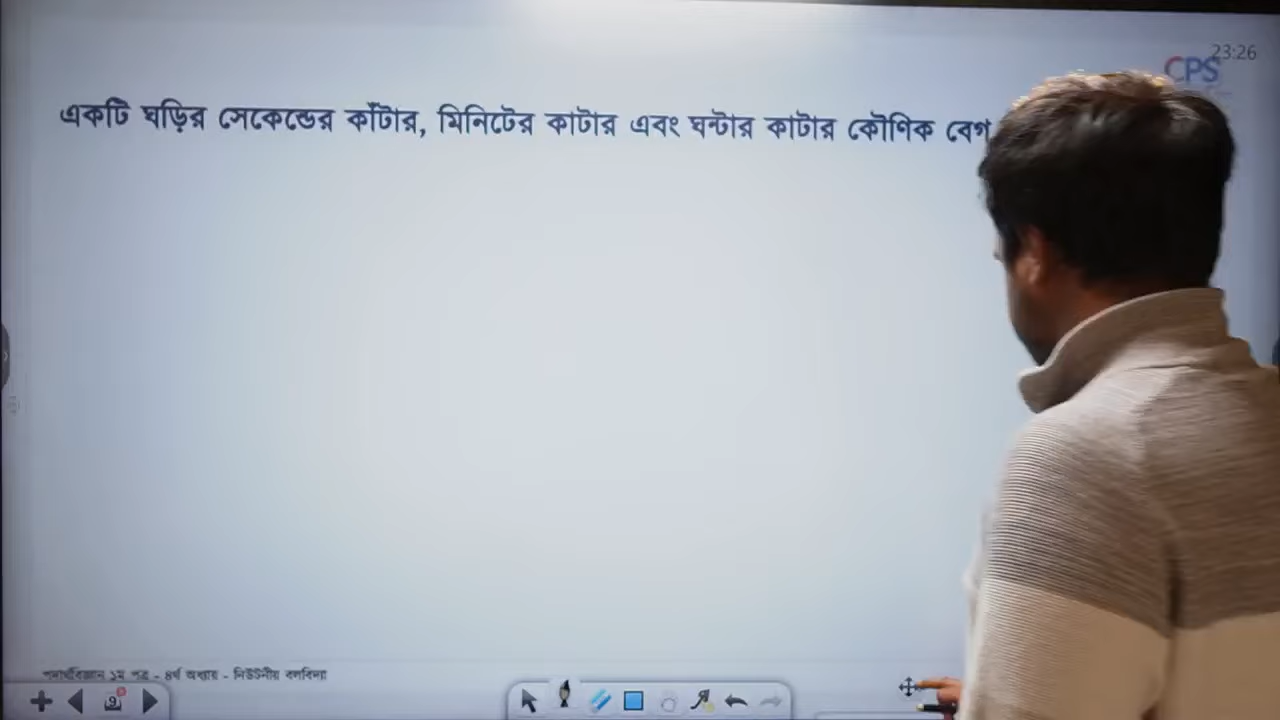 23:26
CPS
একটি ঘড়ির সেকেন্ডের কাঁটার, মিনিটের কাটার এবং ঘন্টার কাটার কৌণিক বেগ
পদার্থবিজ্ঞান ১ম পত্র - ৪র্থ অধ্যায় - নিউটনীয় বলবিদ্যা